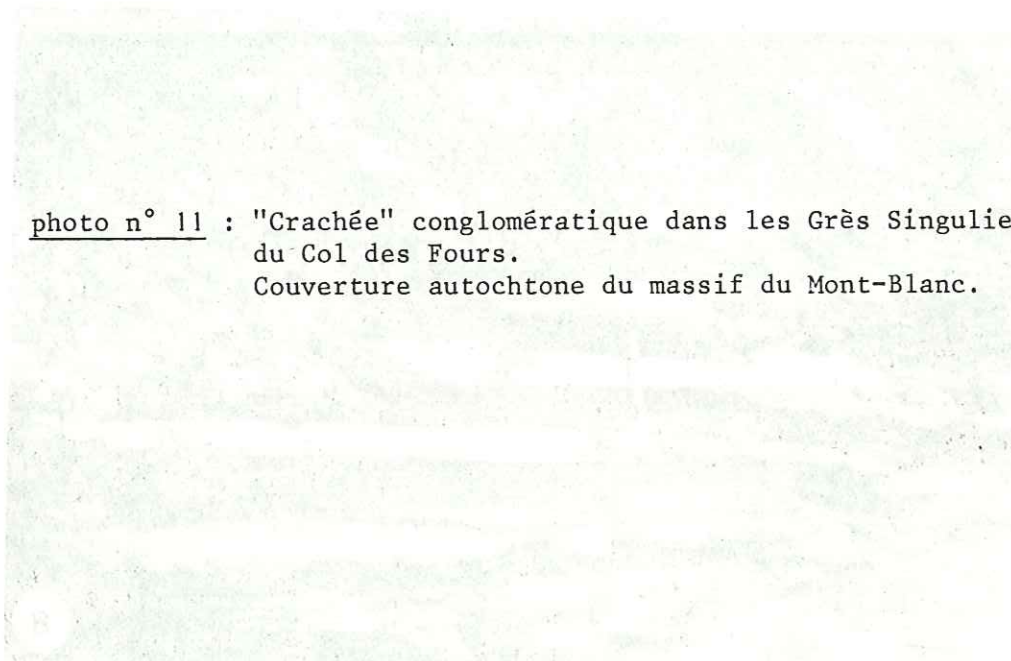 photo n° 11 : "Crachée" conglomératique dans les Grès Singulie
du Col des Fours.
Couverture autochtone du massif du Mont-Blanc.